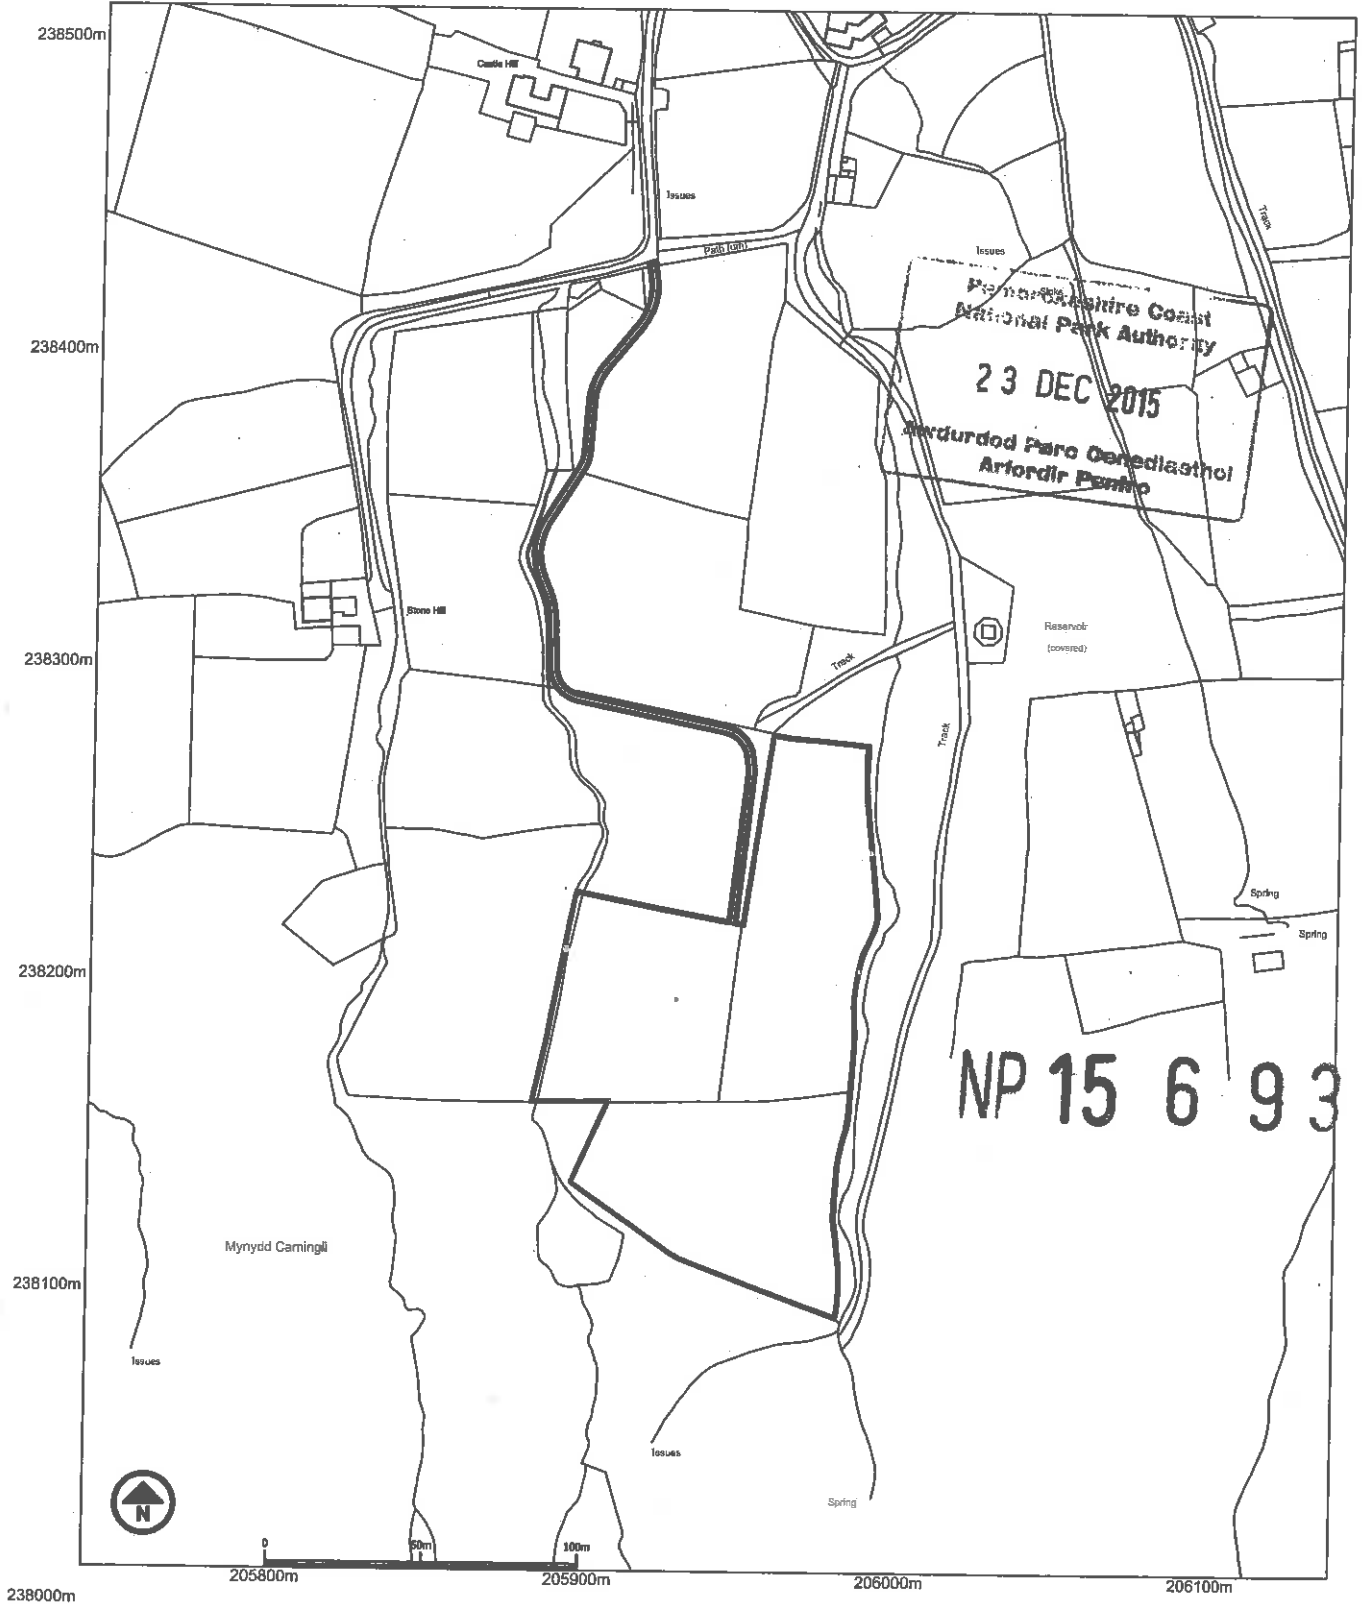 238500m
Castle Hill
Issues
Track
Path (um)
Issues
Pembrokeshire Coast
National Park Authority
238400m
23 DEC 2015
Awdurdod Parc Cenedlaethol
Arfordir Penfro
Stone Hill
Reservoir
(covered)
238300m
Track
Track
Spring
Spring
238200m
NP 15 6 9 3
Mynydd Carningli
238100m
Issues
Issues
Spring
N
0 50m 100m
205800m 205900m 206000m 206100m
238000m